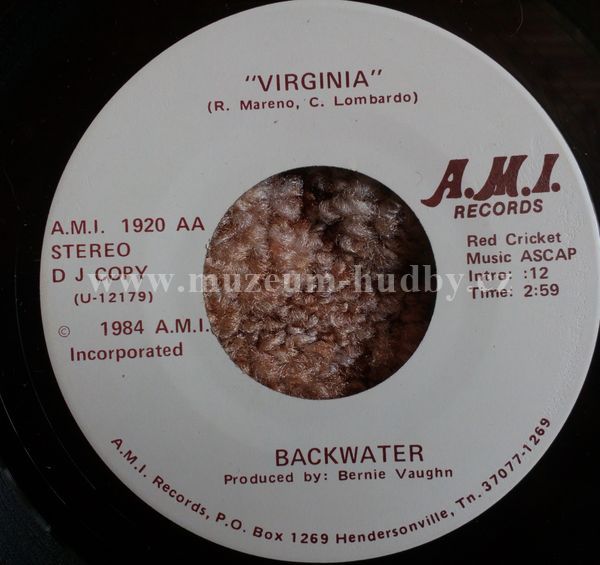 "VIRGINIA"
(R. Mareno, C. Lombardo)
A.M.I.
RECORDS
A.M.I. 1920 AA
STEREO
D J COPY
(U-12179)
© 1984 A.M.I.
Incorporated
Red Cricket
Music ASCAP
Intro: :12
Time: 2:59
www.muzeum-hudby.cz
BACKWATER
Produced by: Bernie Vaughn
A.M.I. Records, P.O. Box 1269 Hendersonville, Tn. 37077-1269